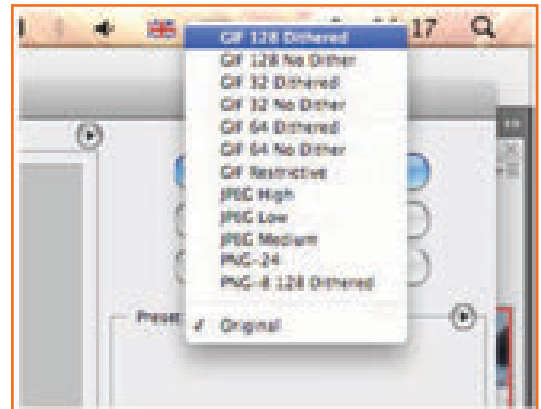 17
GIF 128 Dithered
GIF 128 No Dither
GIF 32 Dithered
GIF 32 No Dither
GIF 64 Dithered
GIF 64 No Dither
GIF Restrictive
JPEG High
JPEG Low
JPEG Medium
PNG-24
PNG-8 128 Dithered
Preset
✓ Original